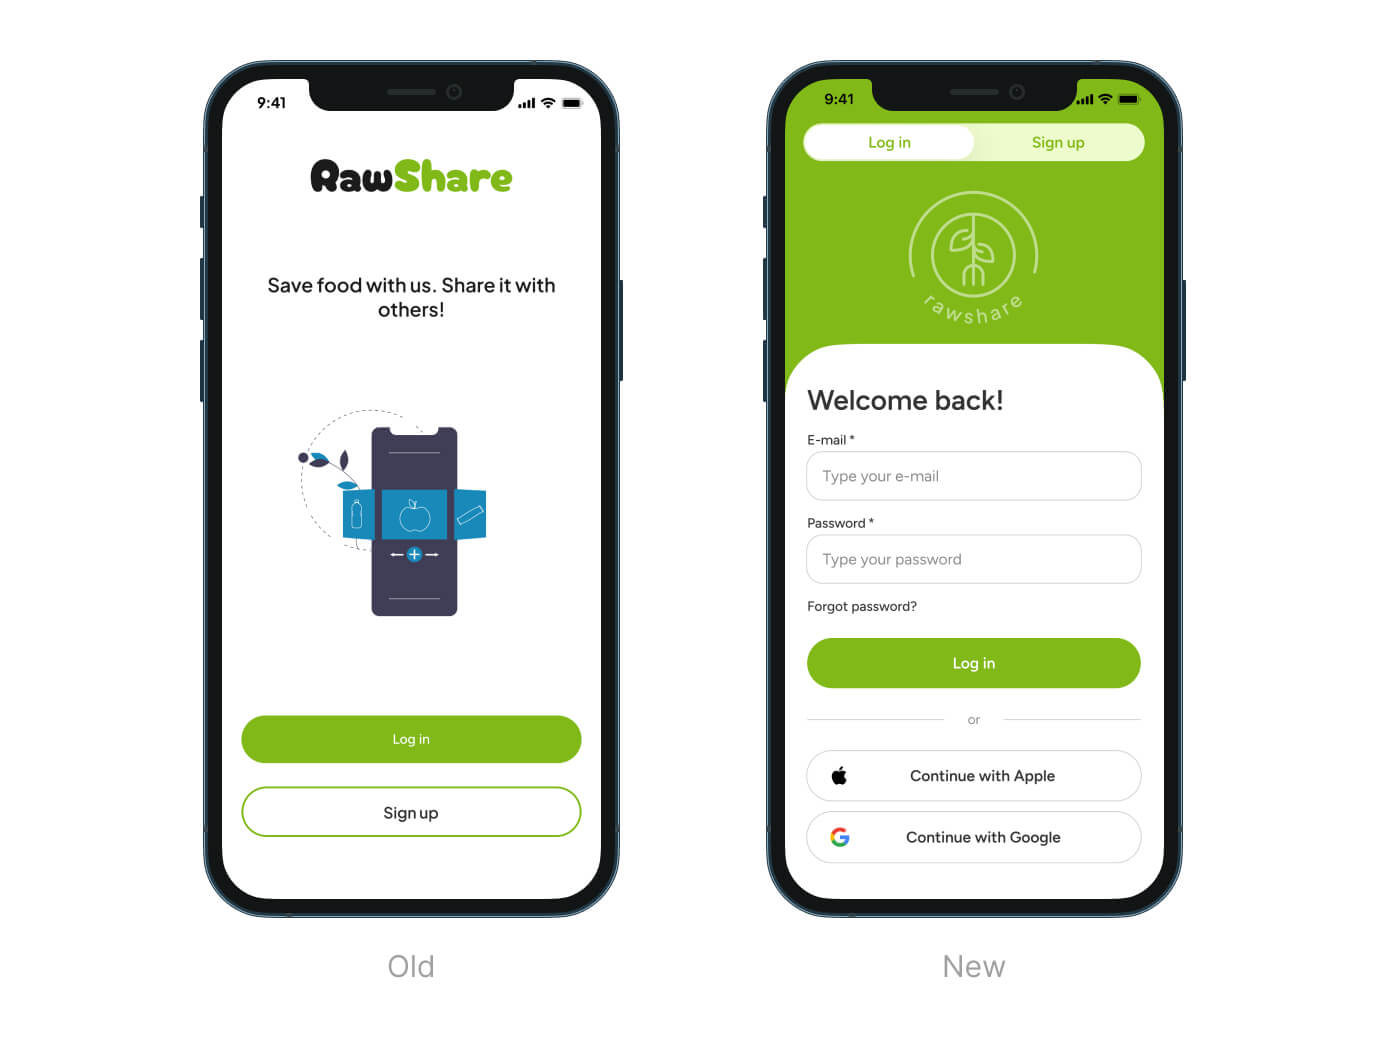 9:41
RawShare
Save food with us. Share it with
others!
Log in
Sign up
Old
9:41
Log in
Sign up
rawshare
Welcome back!
E-mail *
Type your e-mail
Password *
Type your password
Forgot password?
Log in
or
Continue with Apple
Continue with Google
New